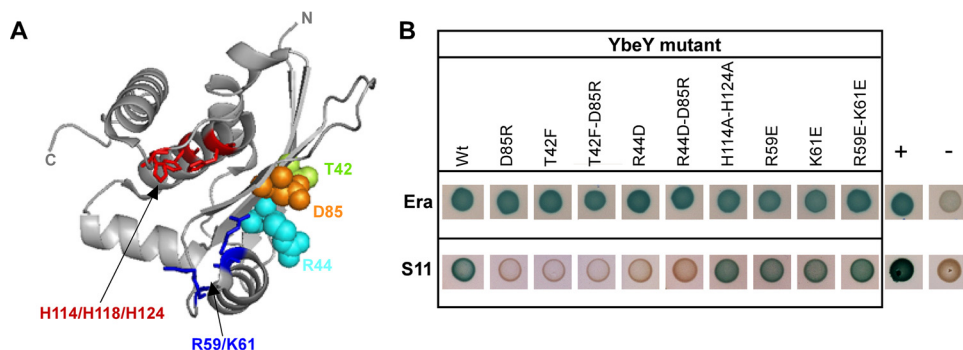 A
N
C
T42
D85
R44
H114/H118/H124
R59/K61
B
YbeY mutant
Wt
D85R
T42F
T42F-D85R
R44D
R44D-D85R
H114A-H124A
R59E
K61E
R59E-K61E
+
-
Era
S11